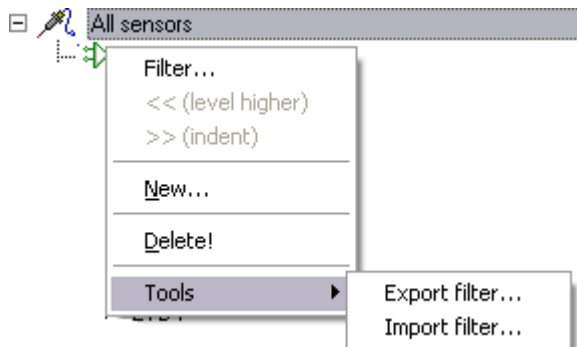 All sensors
Filter...
<< (level higher)
>> (indent)
New...
Delete!
Tools
Export filter...
Import filter...